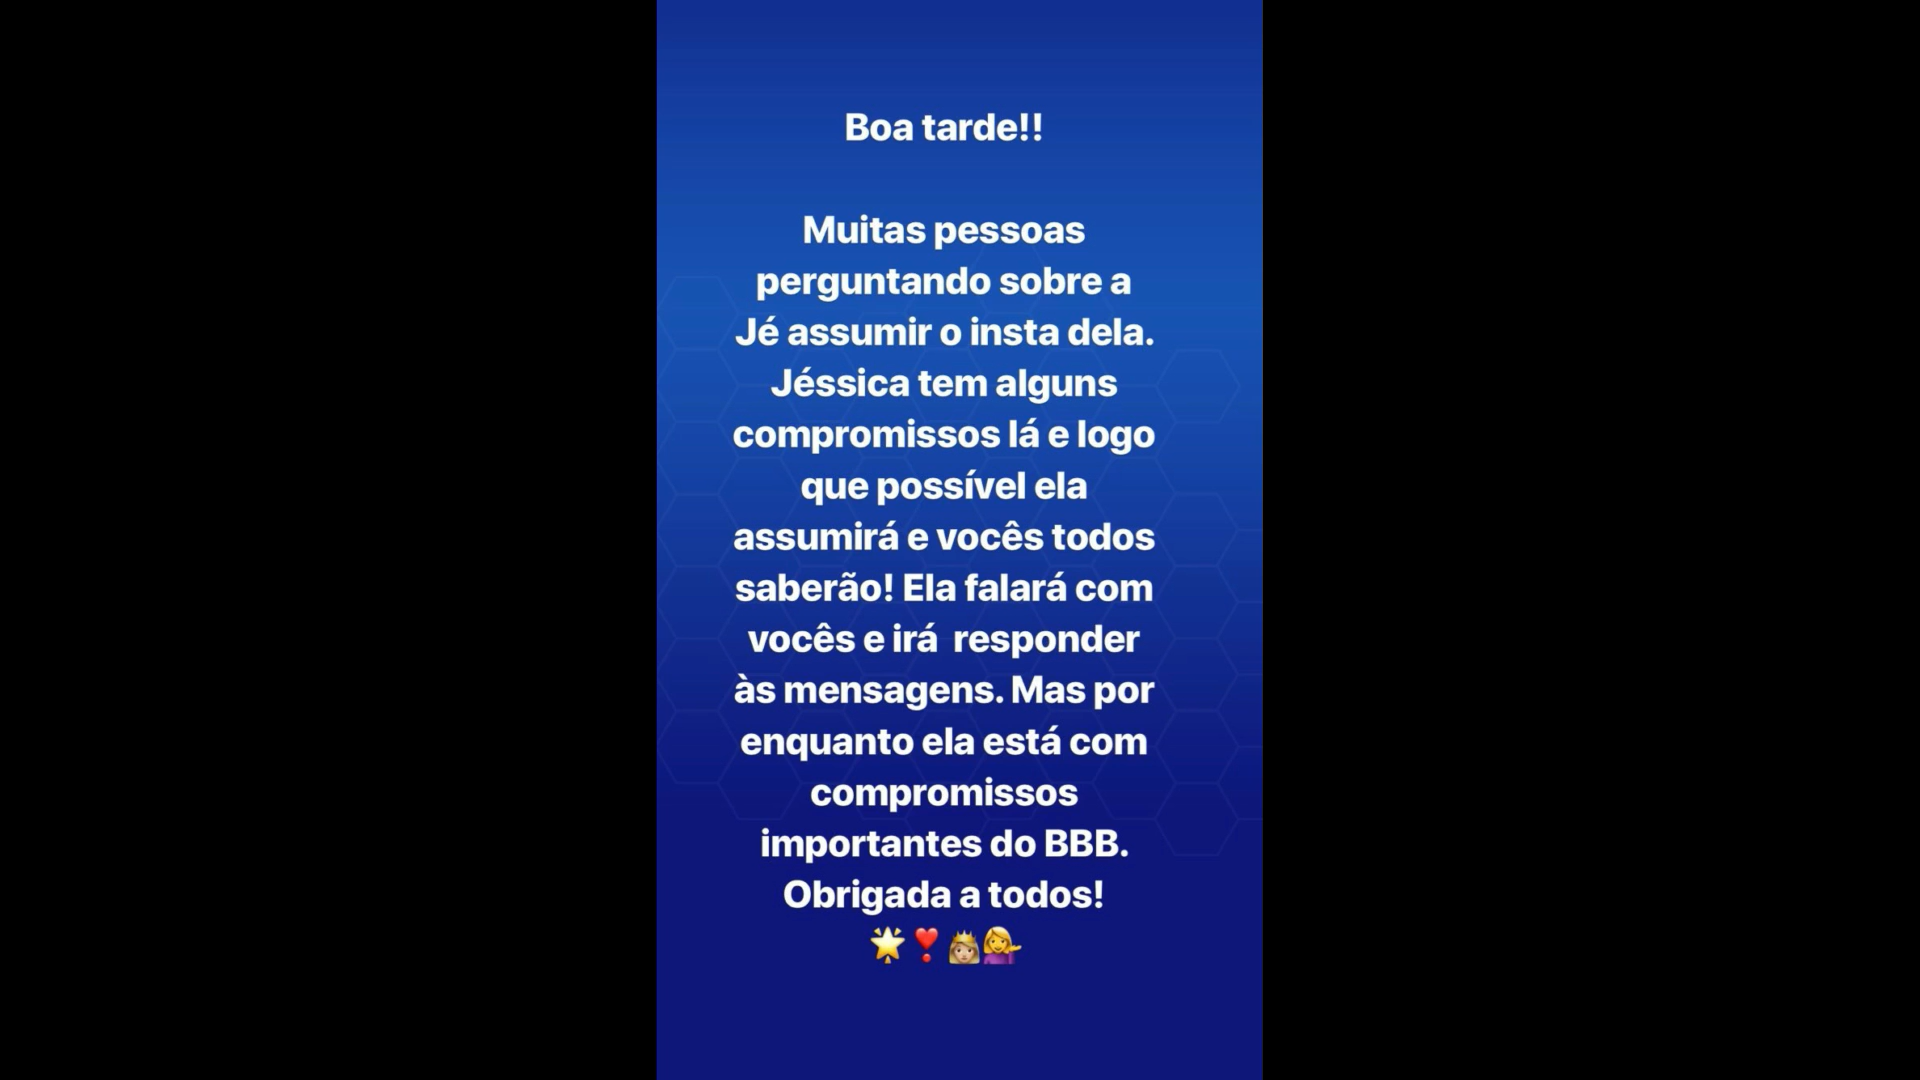 Boa tarde!!
Muitas pessoas
perguntando sobre a
Jé assumir o insta dela.
Jéssica tem alguns
compromissos lá e logo
que possível ela
assumirá e vocês todos
saberão! Ela falará com
vocês e irá  responder
às mensagens. Mas por
enquanto ela está com
compromissos
importantes do BBB.
Obrigada a todos!
🌟❣️👸🏼💁‍♀️